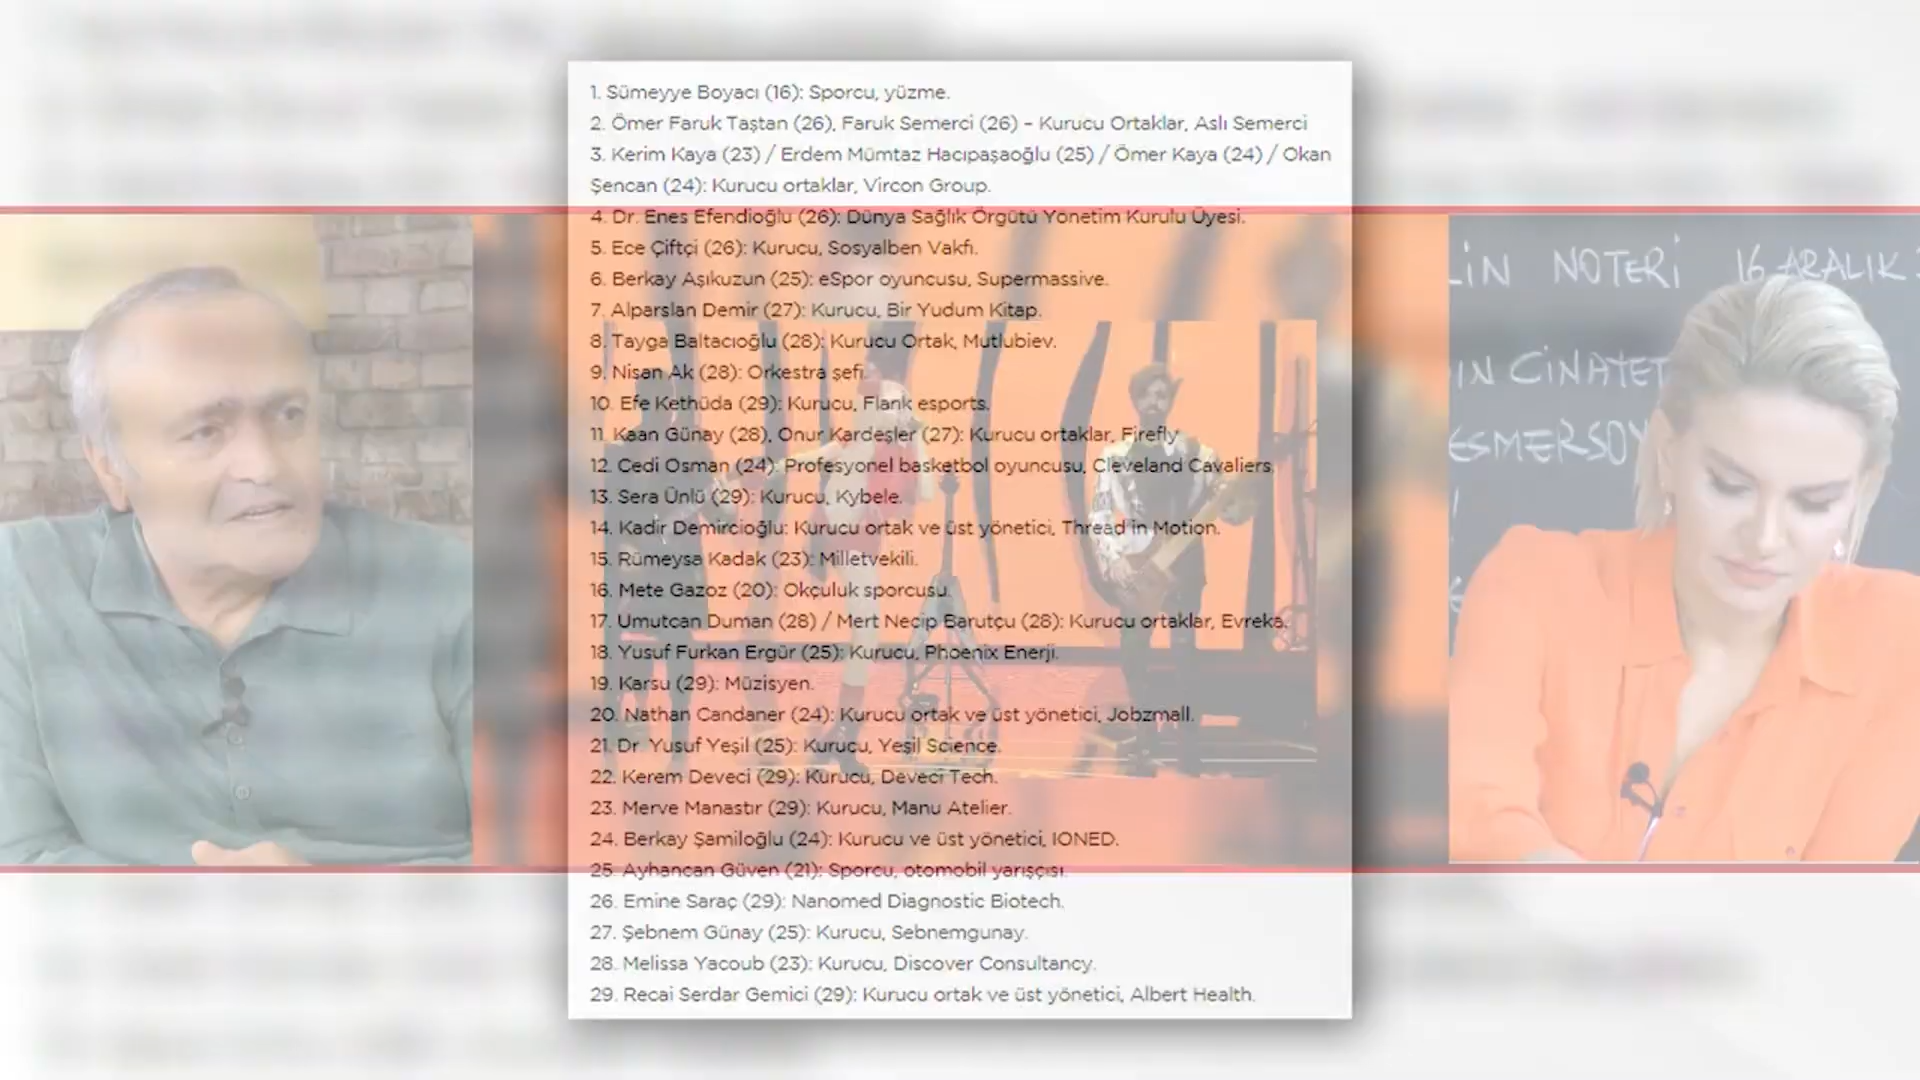 1. Sümeyye Boyacı (16): Sporcu, yüzme.
2. Ömer Faruk Taştan (26), Faruk Semerci (26) – Kurucu Ortaklar, Aslı Semerci
3. Kerim Kaya (23) / Erdem Mümtaz Hacıpaşaoğlu (25) / Ömer Kaya (24) / Okan
Şencan (24): Kurucu ortaklar, Vircon Group.
4. Dr. Enes Efendioğlu (26): Dünya Sağlık Örgütü Yönetim Kurulu Üyesi.
5. Ece Çiftçi (26): Kurucu, Sosyalben Vakfı.
6. Berkay Aşıkuzun (25): eSpor oyuncusu, Supermassive.
7. Alparslan Demir (27): Kurucu, Bir Yudum Kitap.
8. Tayga Baltacıoğlu (28): Kurucu Ortak, Mutlubiev.
9. Nisan Ak (28): Orkestra şefi.
10. Efe Kethüda (29): Kurucu, Flank esports.
11. Kaan Günay (28), Onur Kardeşler (27): Kurucu ortaklar, Firefly
12. Cedi Osman (24): Profesyonel basketbol oyuncusu, Cleveland Cavaliers.
13. Sera Ünlü (29): Kurucu, Kybele.
14. Kadir Demircioğlu: Kurucu ortak ve üst yönetici, Thread in Motion.
15. Rümeysa Kadak (23): Milletvekili.
16. Mete Gazoz (20): Okçuluk sporcusu.
17. Umutcan Duman (28) / Mert Necip Barutçu (28): Kurucu ortaklar, Evreka.
18. Yusuf Furkan Ergür (25): Kurucu, Phoenix Enerji.
19. Karsu (29): Müzisyen.
20. Nathan Candaner (24): Kurucu ortak ve üst yönetici, Jobzmall.
21. Dr. Yusuf Yeşil (25): Kurucu, Yeşil Science.
22. Kerem Deveci (29): Kurucu, Deveci Tech.
23. Merve Manastır (29): Kurucu, Manu Atelier.
24. Berkay Şamiloğlu (24): Kurucu ve üst yönetici, IONED.
25. Ayhancan Güven (21): Sporcu, otomobil yarışçısı.
26. Emine Saraç (29): Nanomed Diagnostic Biotech.
27. Şebnem Günay (25): Kurucu, Sebnemgunay.
28. Melissa Yacoub (23): Kurucu, Discover Consultancy.
29. Recai Serdar Gemici (29): Kurucu ortak ve üst yönetici, Albert Health.
LİN NOTERİ 16 ARALIK
IN CİNAYET
ESMERSOY